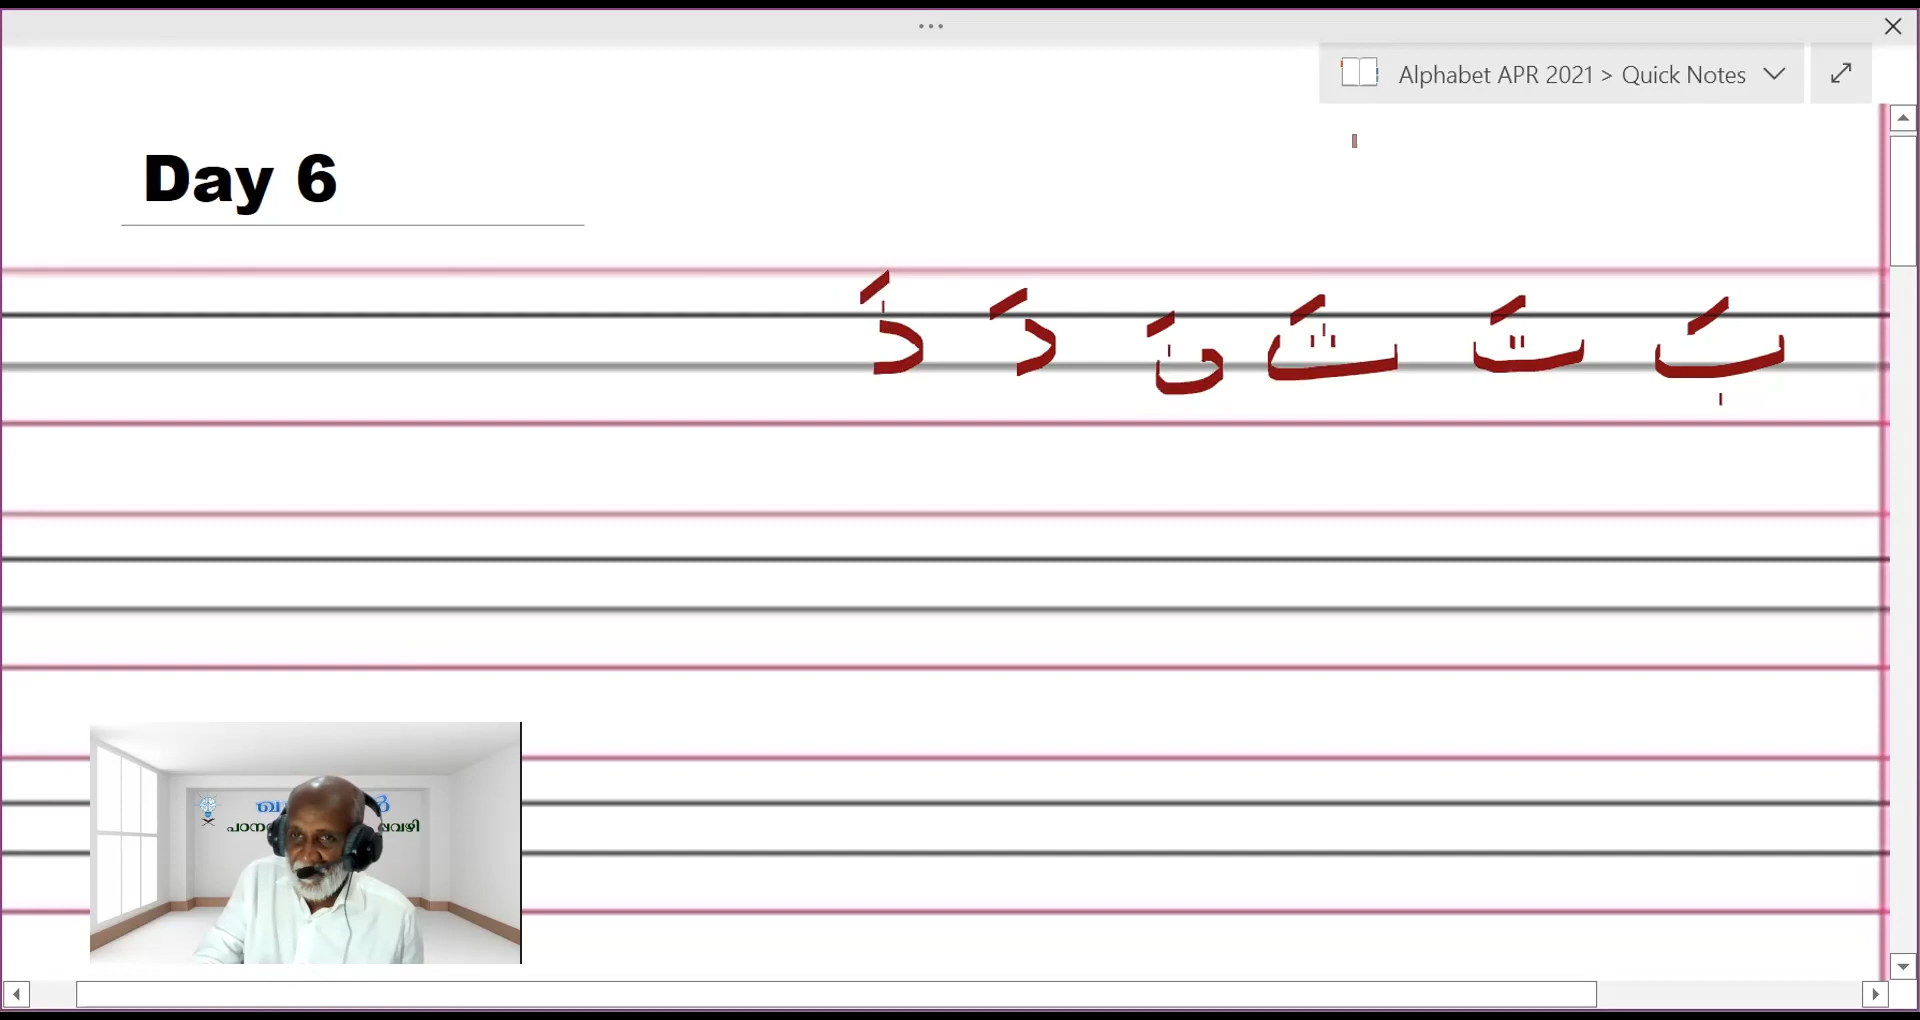 Alphabet APR 2021 > Quick Notes
Day 6
بَ تَ ثَ نَ دَ ذَ